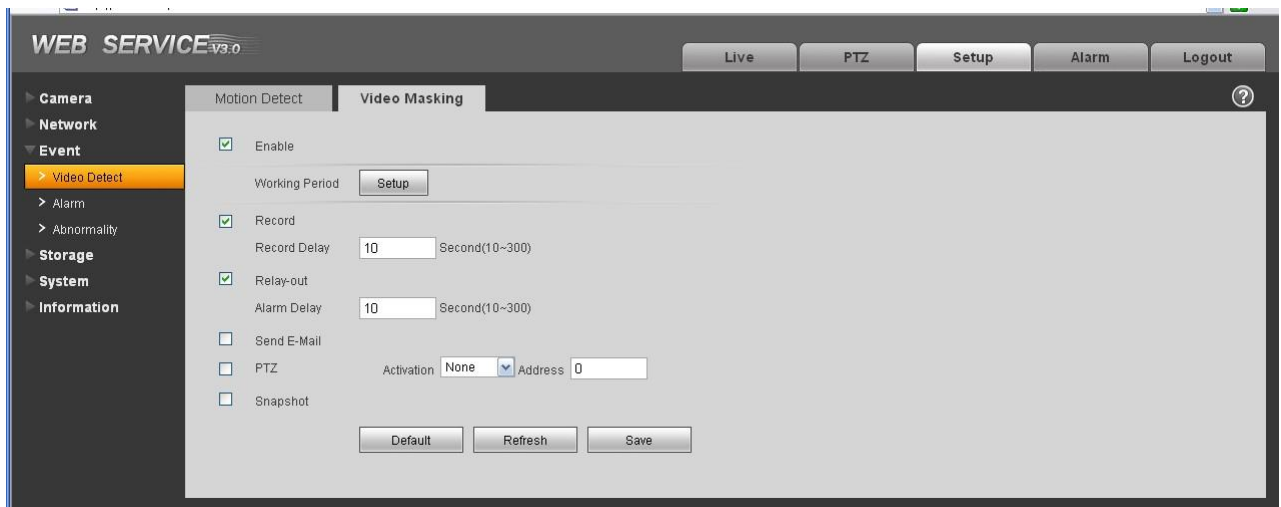 WEB SERVICE V3.0
Live PTZ Setup Alarm Logout
Camera
Network
Event
> Video Detect
> Alarm
> Abnormality
Storage
System
Information
Motion Detect Video Masking ?
Enable
Working Period Setup
Record
Record Delay 10 Second(10~300)
Relay-out
Alarm Delay 10 Second(10~300)
Send E-Mail
PTZ Activation None Address 0
Snapshot
Default Refresh Save